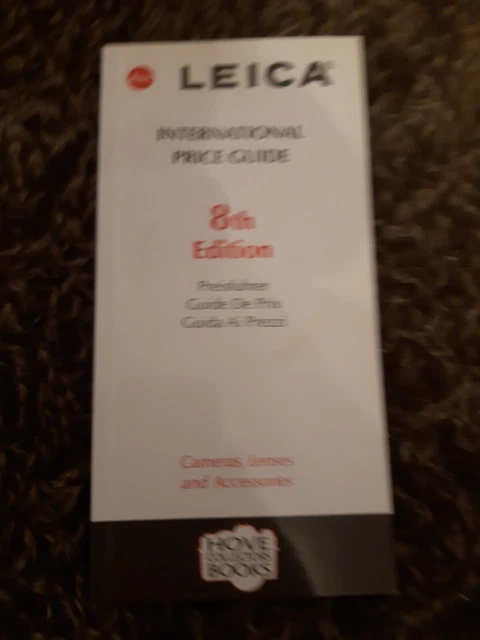 LEICA
INTERNATIONAL
PRICE GUIDE
8th
Edition
Preisführer
Guide De Prix
Guida Ai Prezzi
Cameras, Lenses
and Accessories
HOVE
COLLECTORS
BOOKS